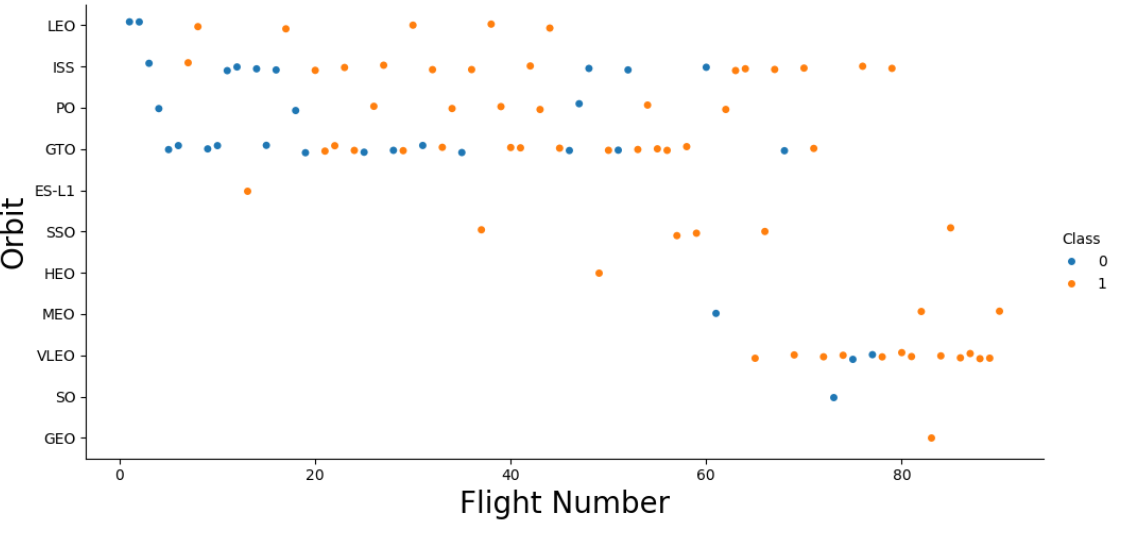 LEO
ISS
PO
GTO
ES-L1
SSO
HEO
MEO
VLEO
SO
GEO
Orbit
0 20 40 60 80
Flight Number
Class
0
1